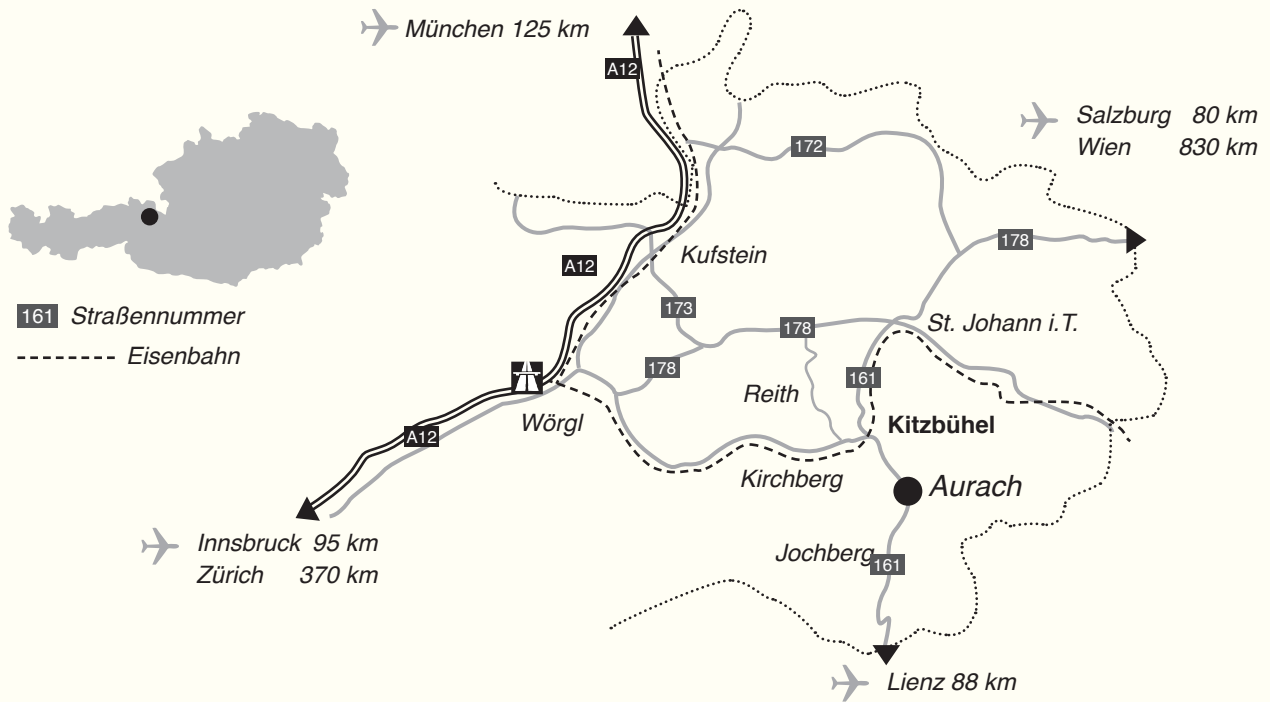 München 125 km
A12
Salzburg 80 km
Wien 830 km
172
178
Kufstein
A12
161 Straßennummer
Eisenbahn
173
178
St. Johann i.T.
178
161
Reith
Wörgl
Kitzbühel
A12
Kirchberg
Aurach
Innsbruck 95 km
Zürich 370 km
Jochberg
161
Lienz 88 km